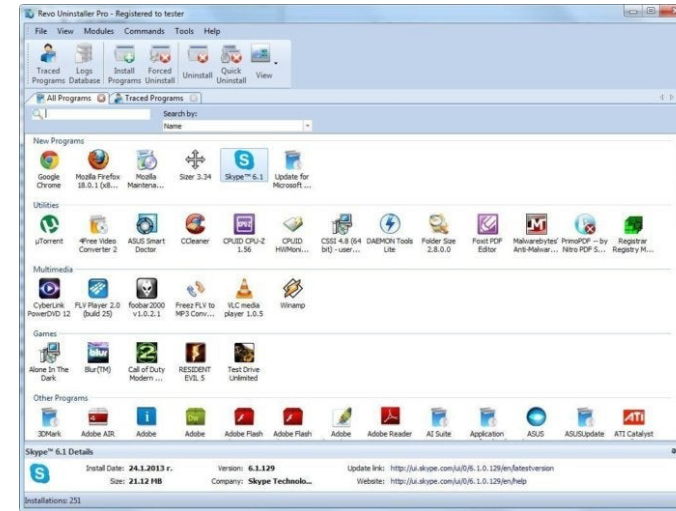 Revo Uninstaller Pro - Registered to tester
File View Modules Commands Tools Help
Traced Programs
Logs Database
Install Programs
Forced Uninstall
Uninstall
Quick Uninstall
View
All Programs
Traced Programs
Search by:
Name
New Programs
Google Chrome
Mozilla Firefox 18.0.1 (x8...
Mozilla Maintena...
Sizer 3.34
Skype™ 6.1
Update for Microsoft ...
Utilities
µTorrent
4Free Video Converter 2
ASUS Smart Doctor
CCleaner
CPUID CPU-Z 1.56
CPUID HWMoni...
CSSI 4.8 (64 bit) - user...
DAEMON Tools Lite
Folder Size 2.8.0.0
Foxit PDF Editor
Malwarebytes' Anti-Malwar...
PrimoPDF -- by Nitro PDF S...
Registrar Registry M...
Multimedia
CyberLink PowerDVD 12
FLV Player 2.0 (build 25)
foobar2000 v1.0.2.1
Freez FLV to MP3 Conv...
VLC media player 1.0.5
Winamp
Games
Alone In The Dark
Blur(TM)
Call of Duty Modern ...
RESIDENT EVIL 5
Test Drive Unlimited
Other Programs
3DMark
Adobe AIR
Adobe
Adobe
Adobe Flash
Adobe Flash
Adobe
Adobe Reader
AI Suite
Application
ASUS
ASUSUpdate
ATI Catalyst
Skype™ 6.1 Details
Install Date: 24.1.2013 г. Version: 6.1.129 Update link: http://ui.skype.com/ui/0/6.1.0.129/en/latestversion
Size: 21.12 MB Company: Skype Technolo... Website: http://ui.skype.com/ui/0/6.1.0.129/en/help
Installations: 251